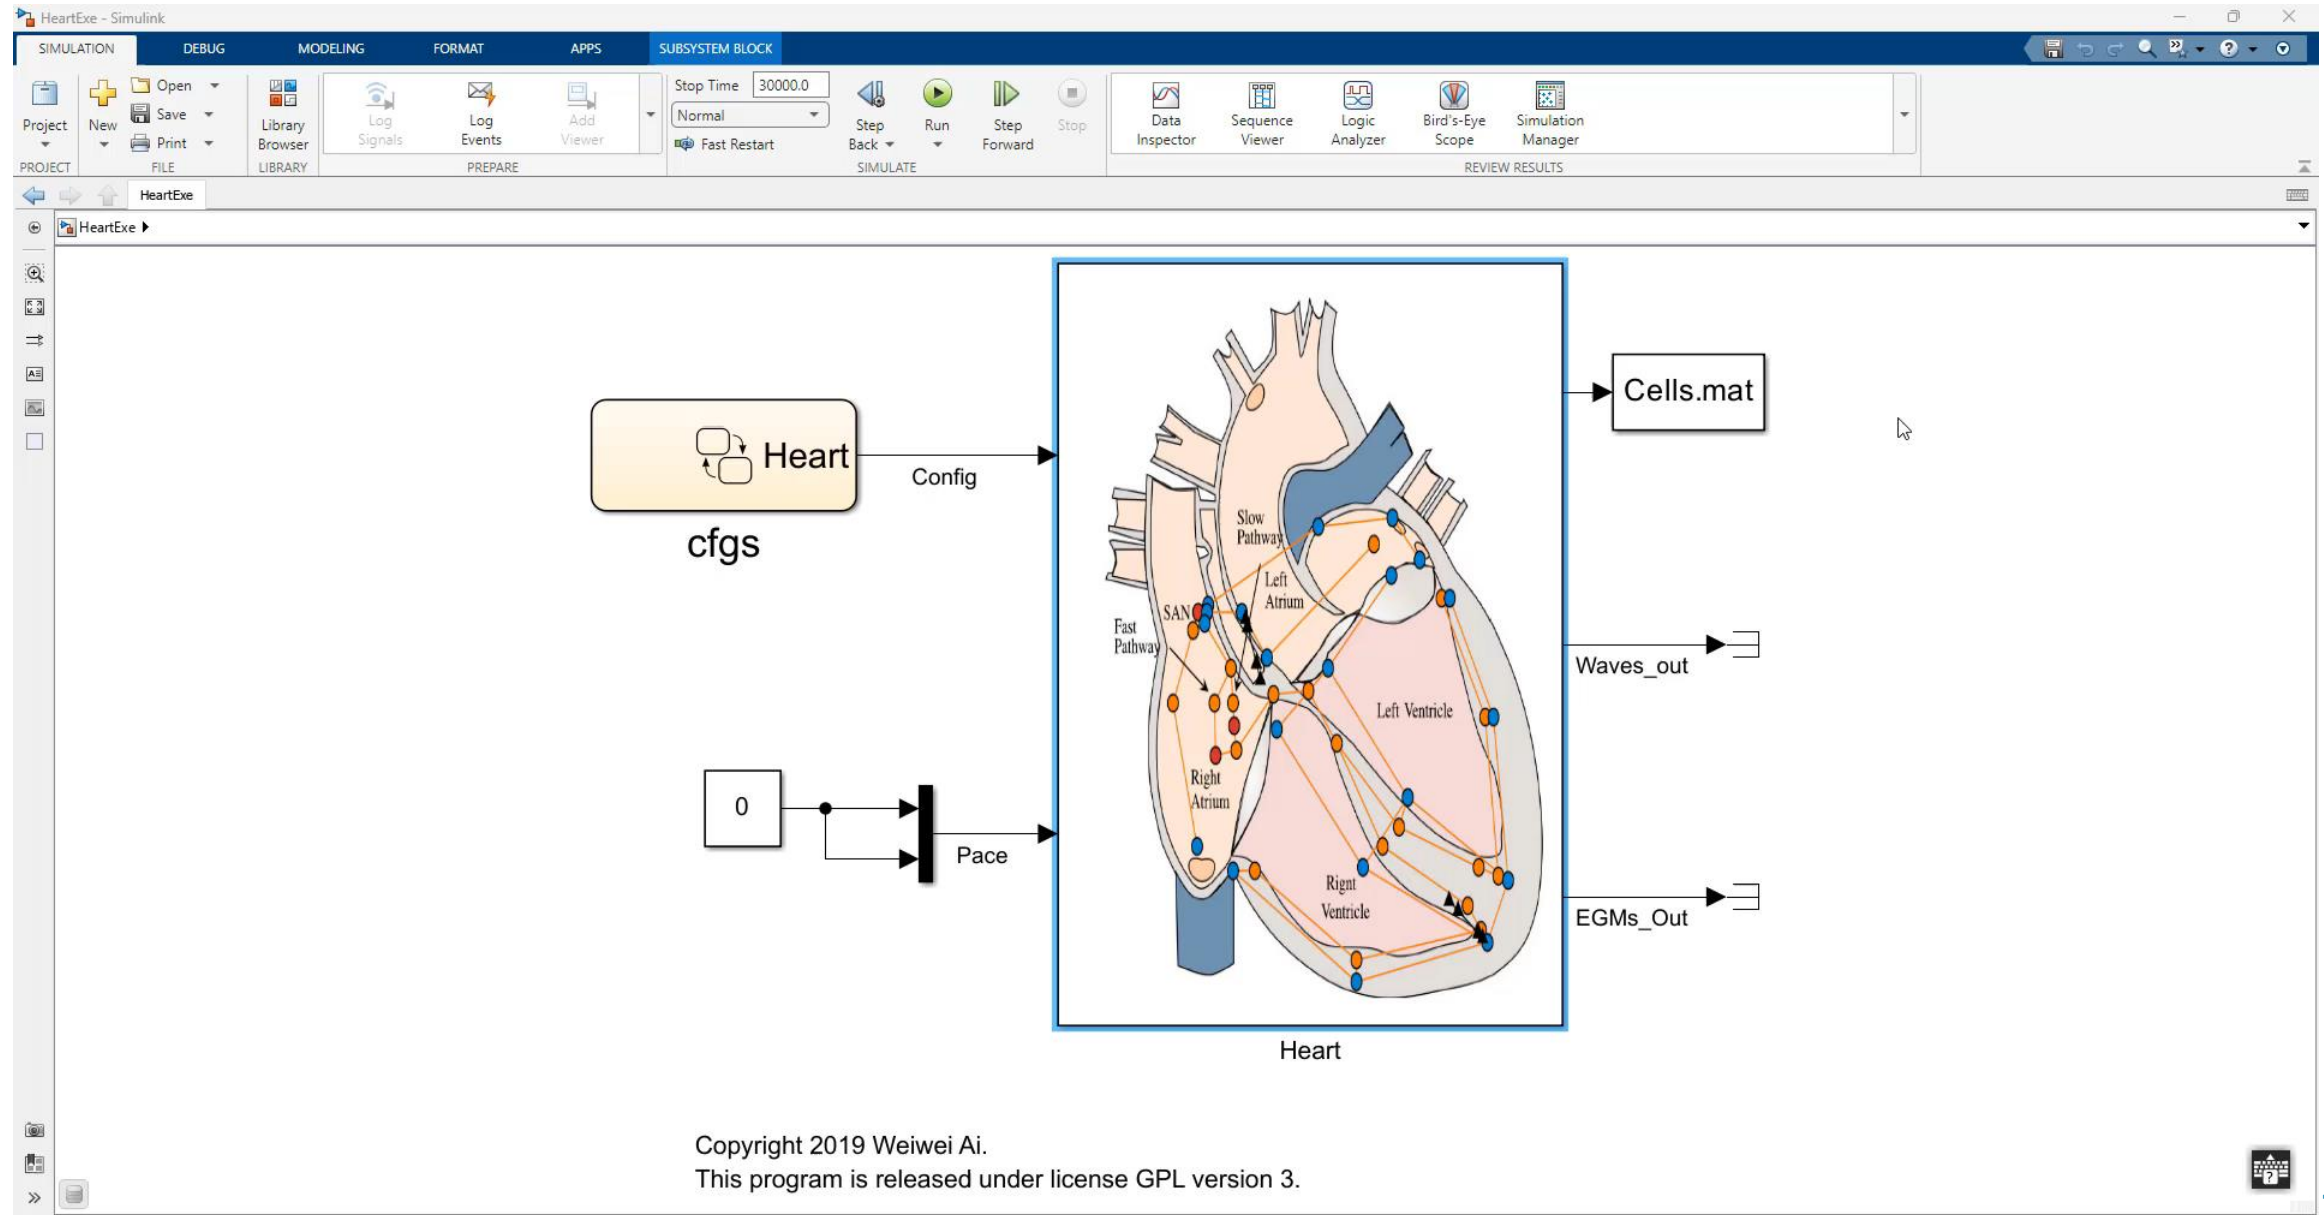 HeartExe - Simulink
SIMULATION
DEBUG
MODELING
FORMAT
APPS
SUBSYSTEM BLOCK
Project
New
Open
Save
Print
Library
Browser
Log
Signals
Log
Events
Add
Viewer
Stop Time
30000.0
Normal
Fast Restart
Step
Back
Run
Step
Forward
Stop
Data
Inspector
Sequence
Viewer
Logic
Analyzer
Bird's-Eye
Scope
Simulation
Manager
PROJECT
FILE
LIBRARY
PREPARE
SIMULATE
REVIEW RESULTS
HeartExe
HeartExe
Heart
cfgs
Config
0
Pace
Slow
Pathway
Left
Atrium
SAN
Fast
Pathway
Left Ventricle
Right
Atrium
Rignt
Ventricle
Heart
Cells.mat
Waves_out
EGMs_Out
Copyright 2019 Weiwei Ai.
This program is released under license GPL version 3.